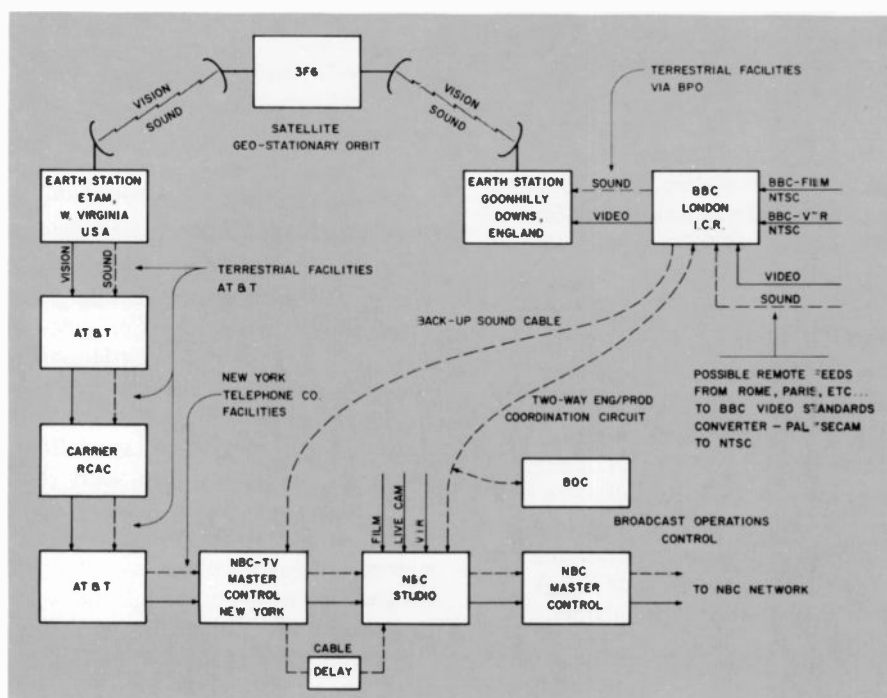 3F6
VISION
SOUND
SATELLITE
GEO-STATIONARY ORBIT
VISION
SOUND
TERRESTRIAL FACILITIES
VIA BPO
EARTH STATION
ETAM,
W. VIRGINIA
USA
EARTH STATION
GOONHILLY
DOWNS,
ENGLAND
SOUND
VIDEO
BBC
LONDON
I.C.R.
BBC-FILM
NTSC
BBC-VTR
NTSC
VISION
SOUND
TERRESTRIAL FACILITIES
AT&T
VIDEO
SOUND
AT&T
BACK-UP SOUND CABLE
NEW YORK
TELEPHONE CO.
FACILITIES
TWO-WAY ENG/PROD
COORDINATION CIRCUIT
POSSIBLE REMOTE FEEDS
FROM ROME, PARIS, ETC...
TO BBC VIDEO STANDARDS
CONVERTER - PAL SECAM
TO NTSC
CARRIER
RCAC
FILM
LIVE CAM
VTR
BOC
BROADCAST OPERATIONS
CONTROL
AT&T
NBC-TV
MASTER
CONTROL
NEW YORK
NBC
STUDIO
NBC
MASTER
CONTROL
TO NBC NETWORK
CABLE
DELAY